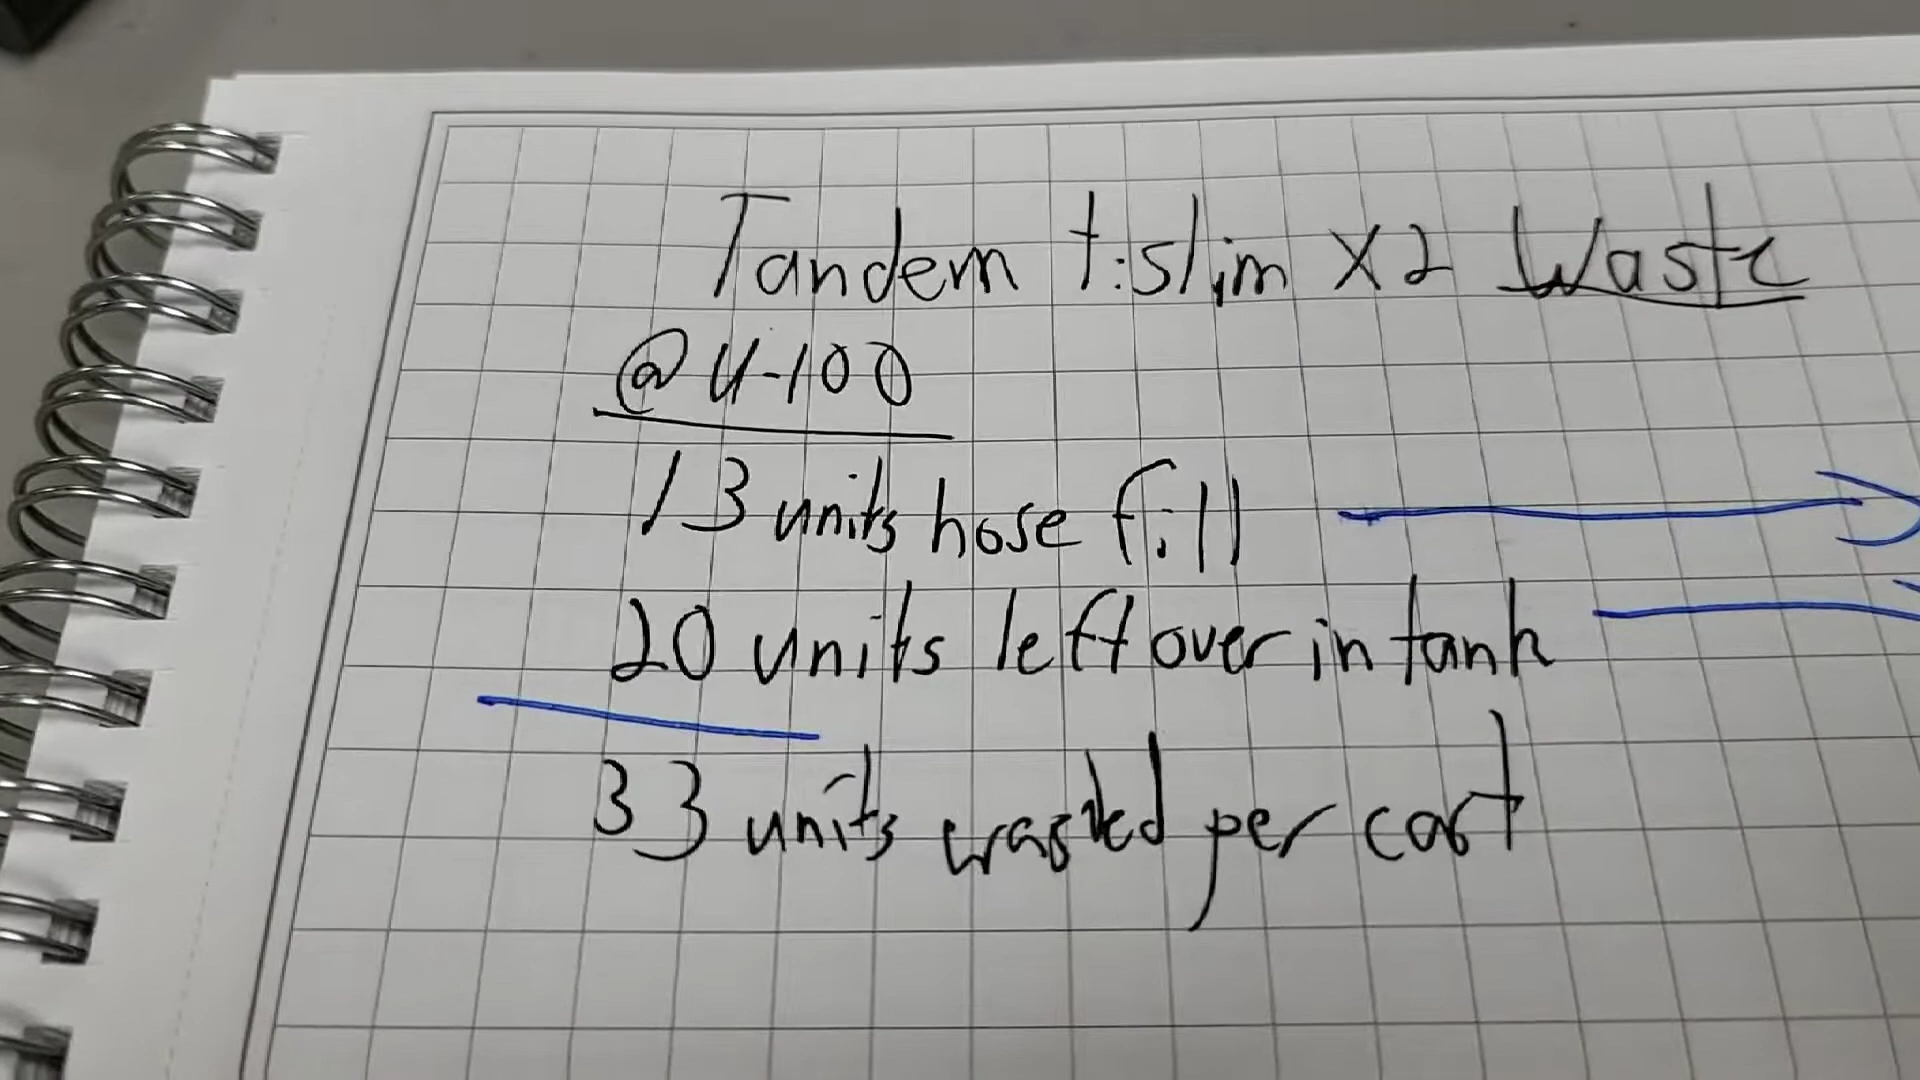 Tandem t:slim X2 Waste
@ U-100
13 units hose fill
20 units left over in tank
33 units wasted per cart